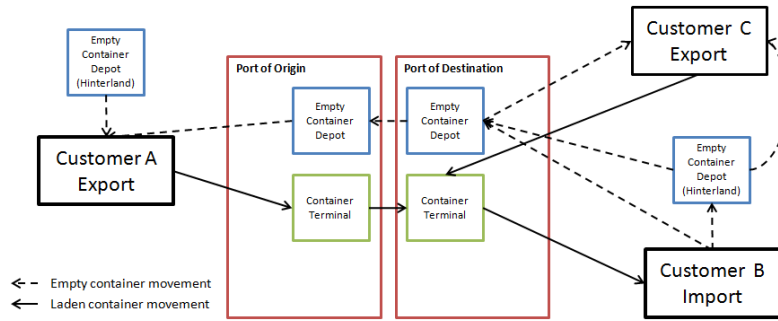 Empty
Container
Depot
(Hinterland)
Customer A
Export
Port of Origin
Empty
Container
Depot
Container
Terminal
Port of Destination
Empty
Container
Depot
Container
Terminal
Customer C
Export
Empty
Container
Depot
(Hinterland)
Customer B
Import
Empty container movement
Laden container movement